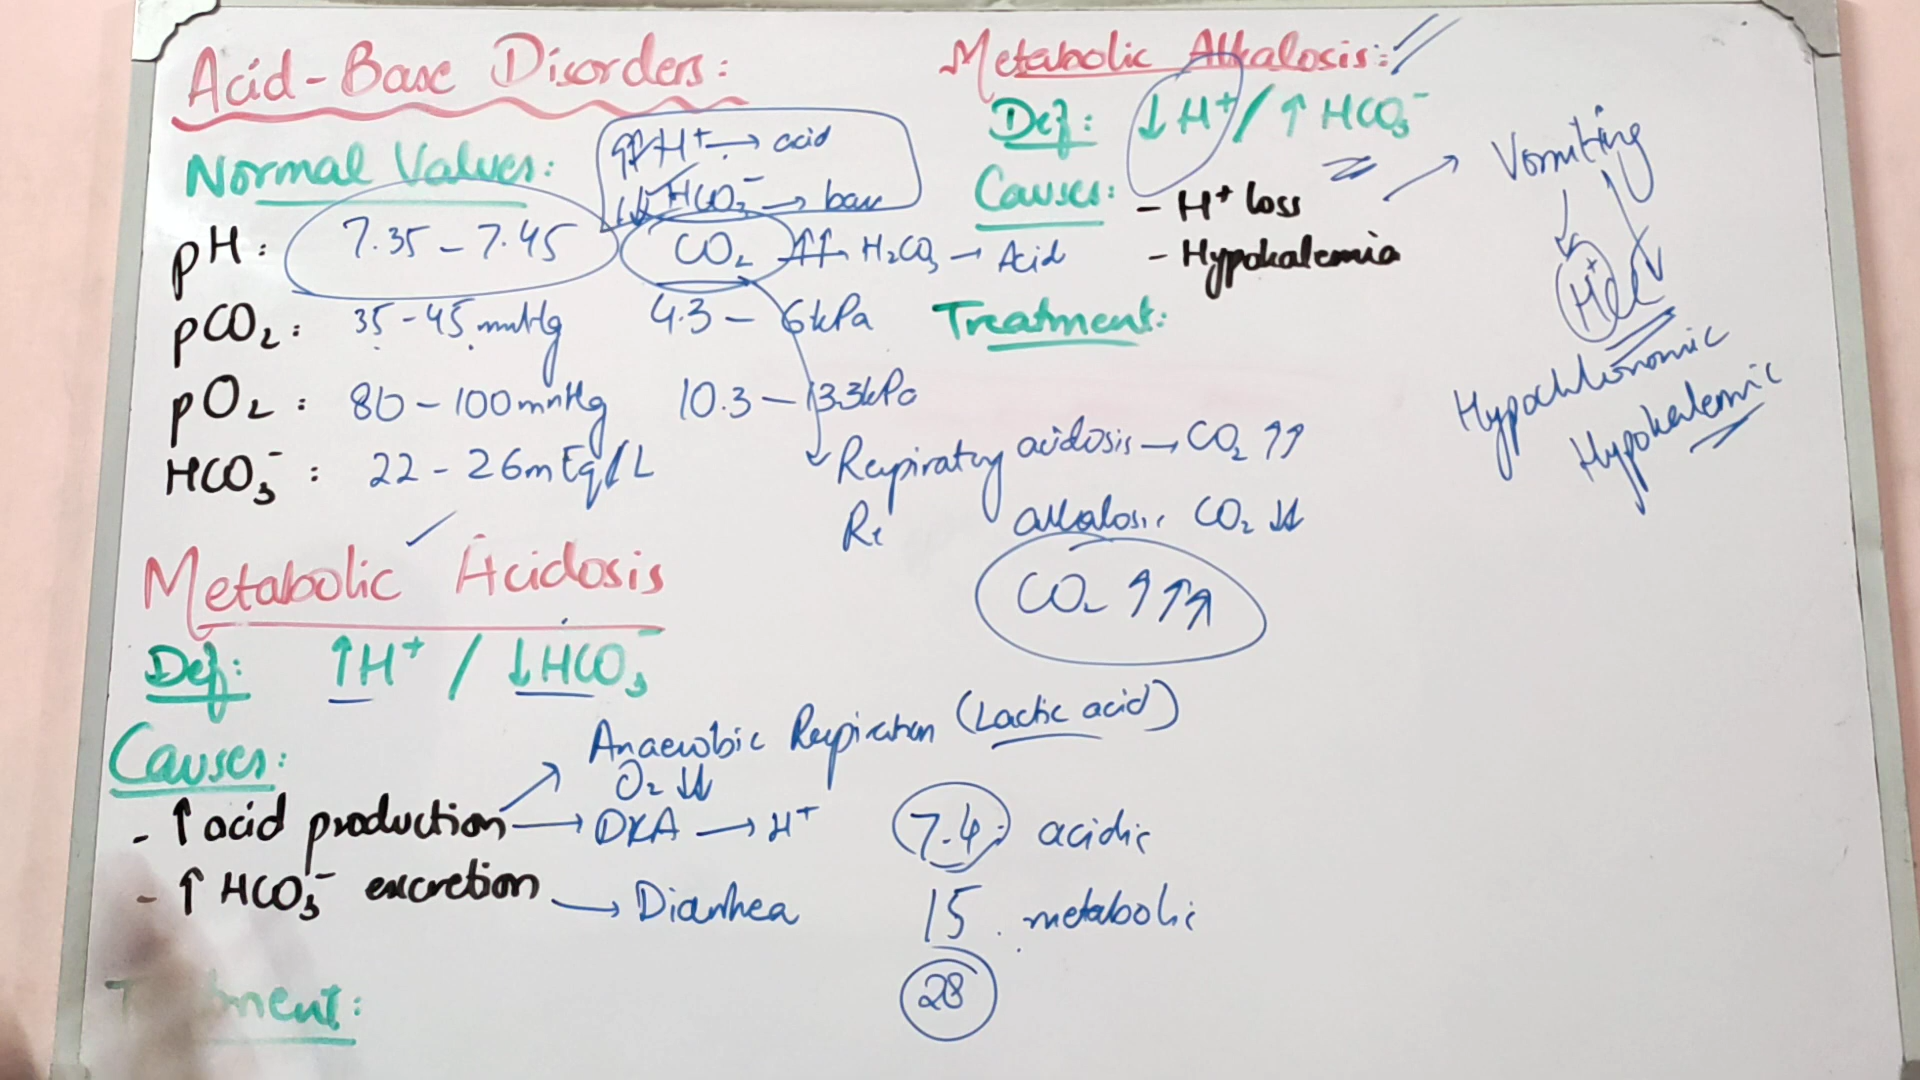 Acid-Base Disorders:
Normal Values:
↑↑H⁺ → acid
↓↓HCO₃⁻ → base
pH: 7.35 – 7.45
CO₂ ↑↑ H₂CO₃ → Acid
pCO₂: 35-45 mmHg 4.3 – 6kPa
pO₂: 80-100mmHg 10.3 – 13.3kPa
HCO₃⁻: 22-26mEq/L
Respiratory acidosis → CO₂ ↑↑
Re alkalosis CO₂ ↓↓
CO₂ ↑↑↑
Metabolic Acidosis
Def: ↑H⁺ / ↓HCO₃⁻
Causes:
- ↑ acid production
→ Anaerobic Respiration (Lactic acid)
O₂ ↓↓
→ DKA → H⁺
- ↑ HCO₃⁻ excretion → Diarrhea
7.4 acidic
15 metabolic
28
Metabolic Alkalosis:
Def: ↓H⁺/↑HCO₃⁻
Causes: - H⁺ loss → Vomiting
- Hypokalemia
Treatment:
Hypokalemic